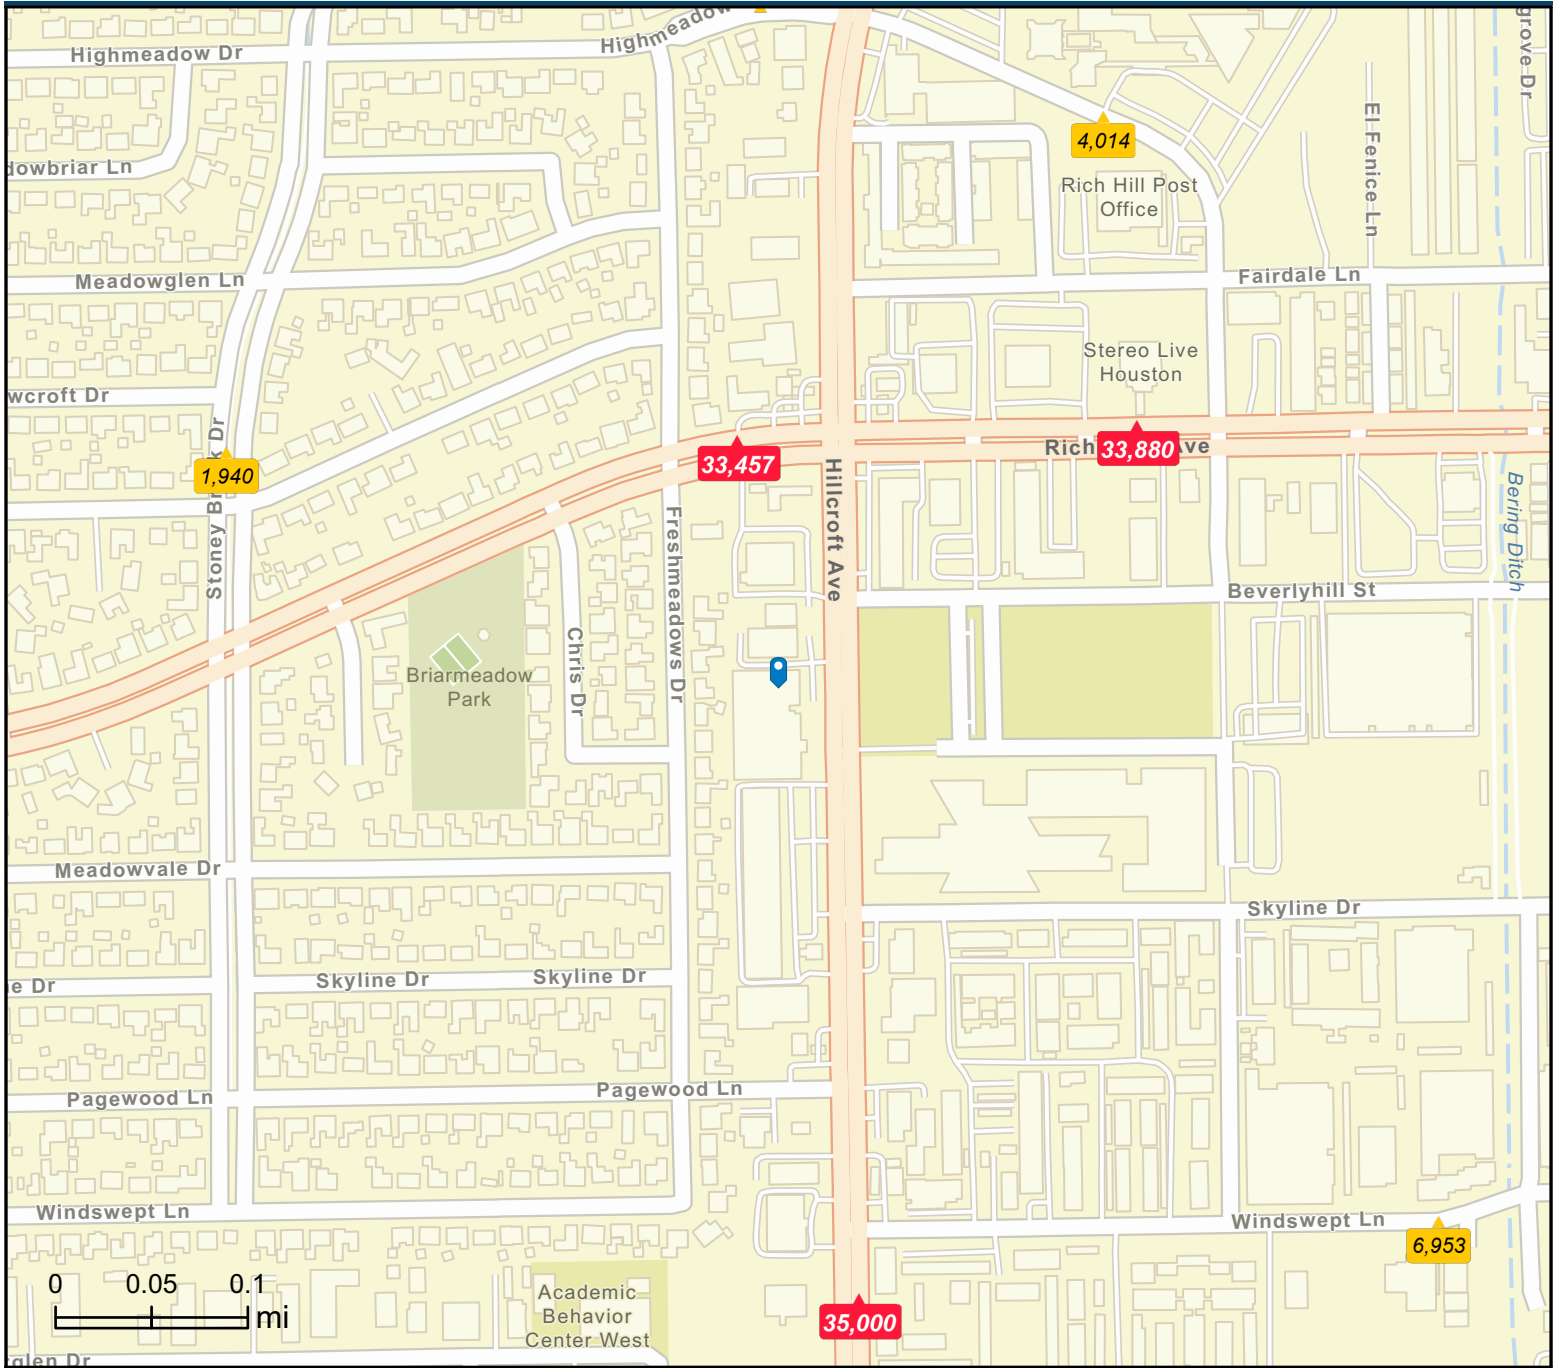 Highmeadow Dr
Highmeadow
grove Dr
4,014
El Fenice Ln
dowbriar Ln
Rich Hill Post
Office
Meadowglen Ln
Fairdale Ln
Stereo Live
Houston
wcroft Dr
33,457
Rich
33,880
Ave
1,940
Stoney Br
k Dr
Hillcroft Ave
Freshmeadows Dr
Bering Ditch
Beverlyhill St
Chris Dr
Briarmeadow
Park
Meadowvale Dr
Skyline Dr
e Dr
Skyline Dr
Skyline Dr
Pagewood Ln
Pagewood Ln
Windswept Ln
Windswept Ln
6,953
0 0.05 0.1
mi
Academic
Behavior
Center West
35,000
glen Dr